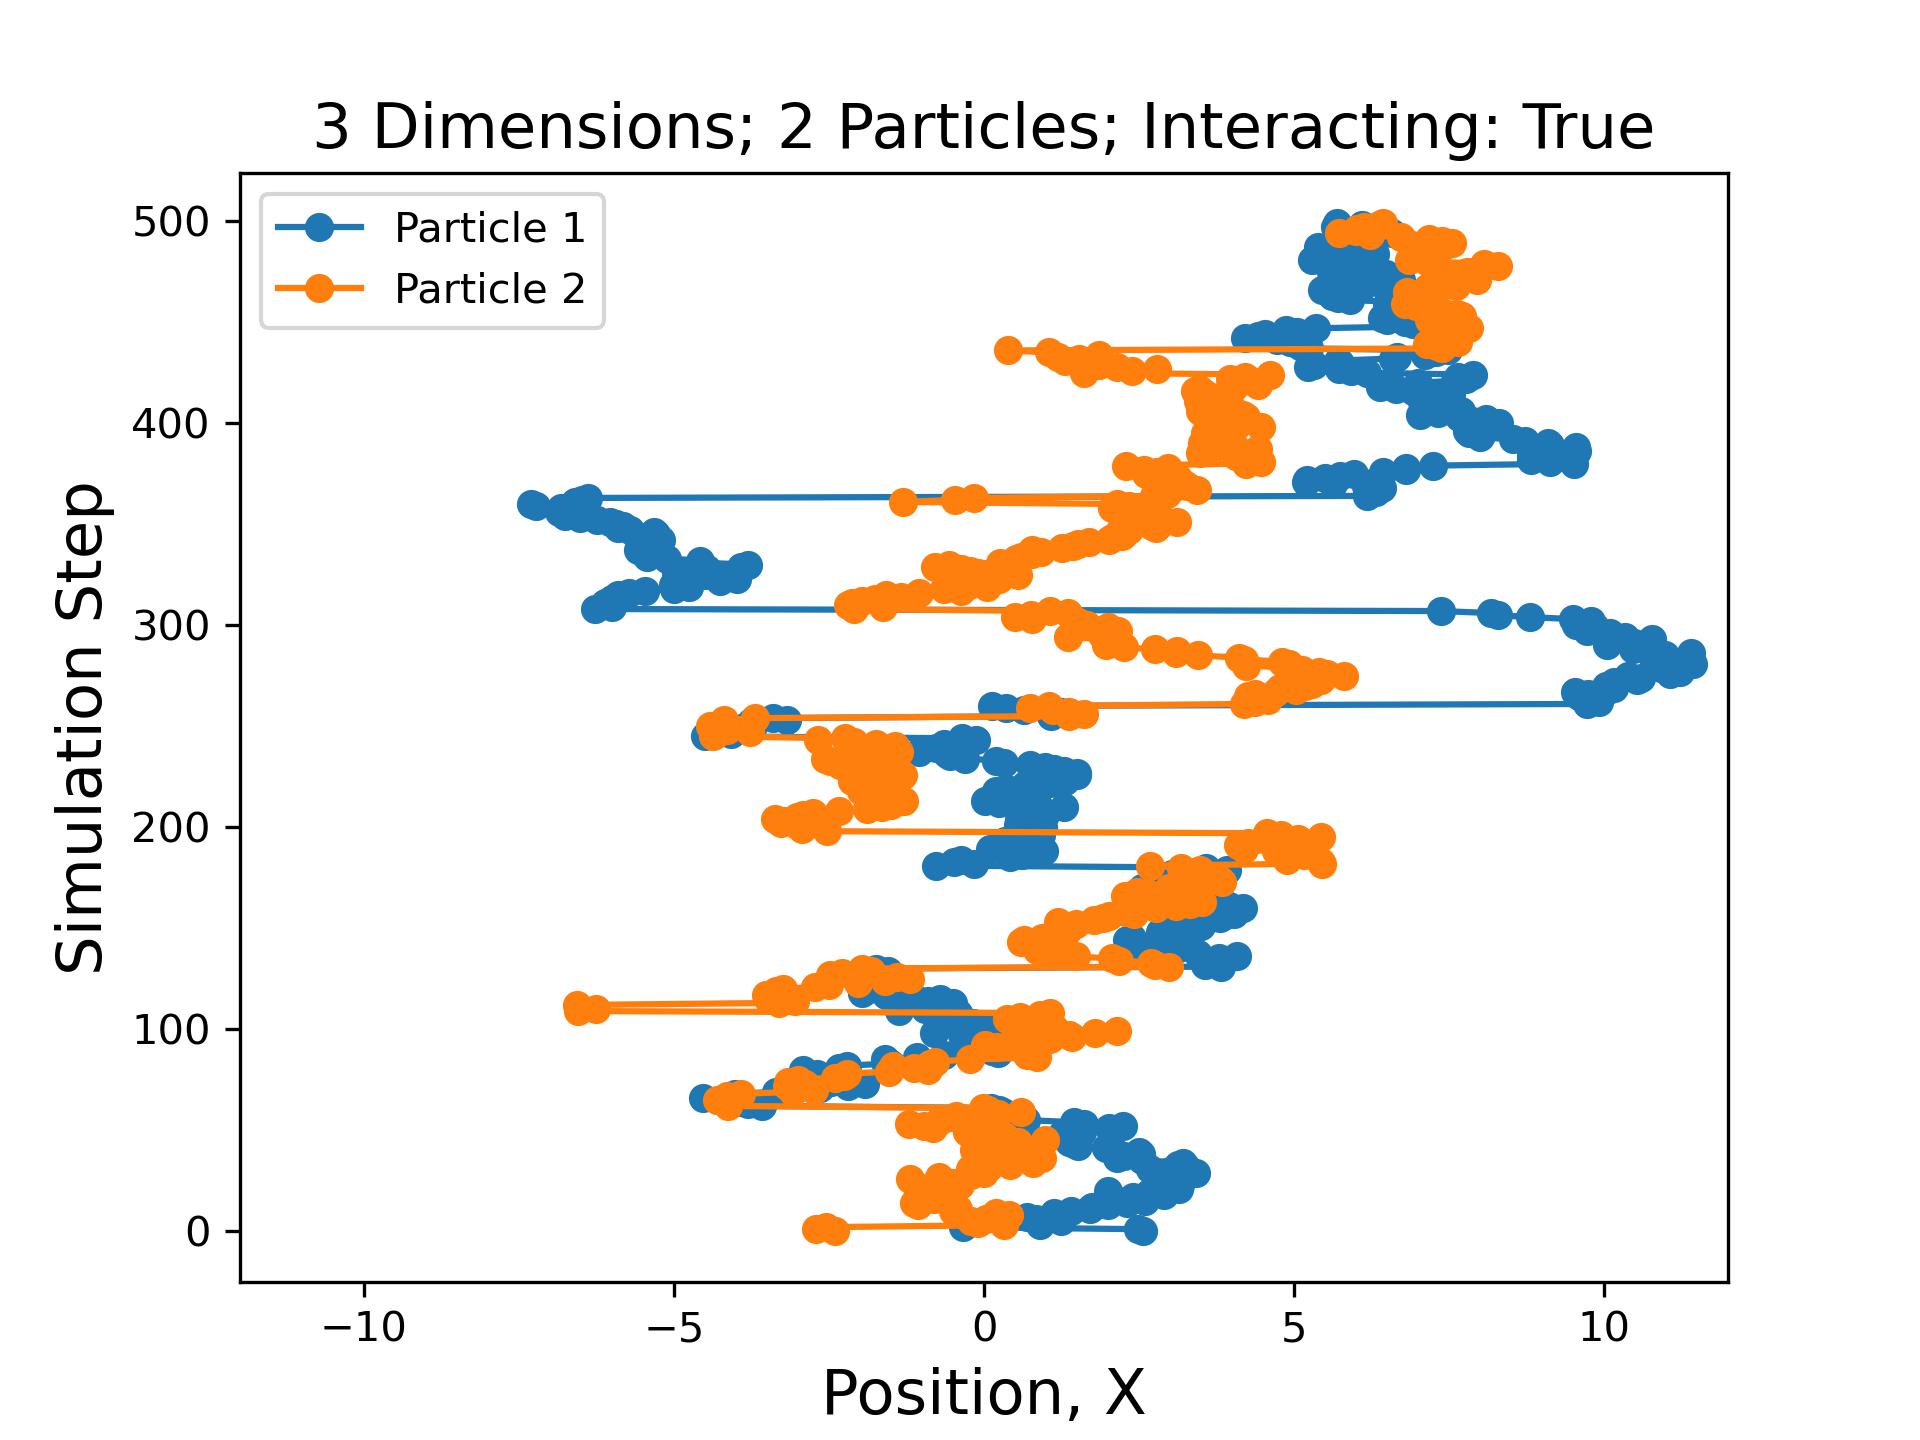 3 Dimensions; 2 Particles; Interacting: True
Particle 1
Particle 2
Simulation Step
500
400
300
200
100
0
−10
−5
0
5
10
Position, X